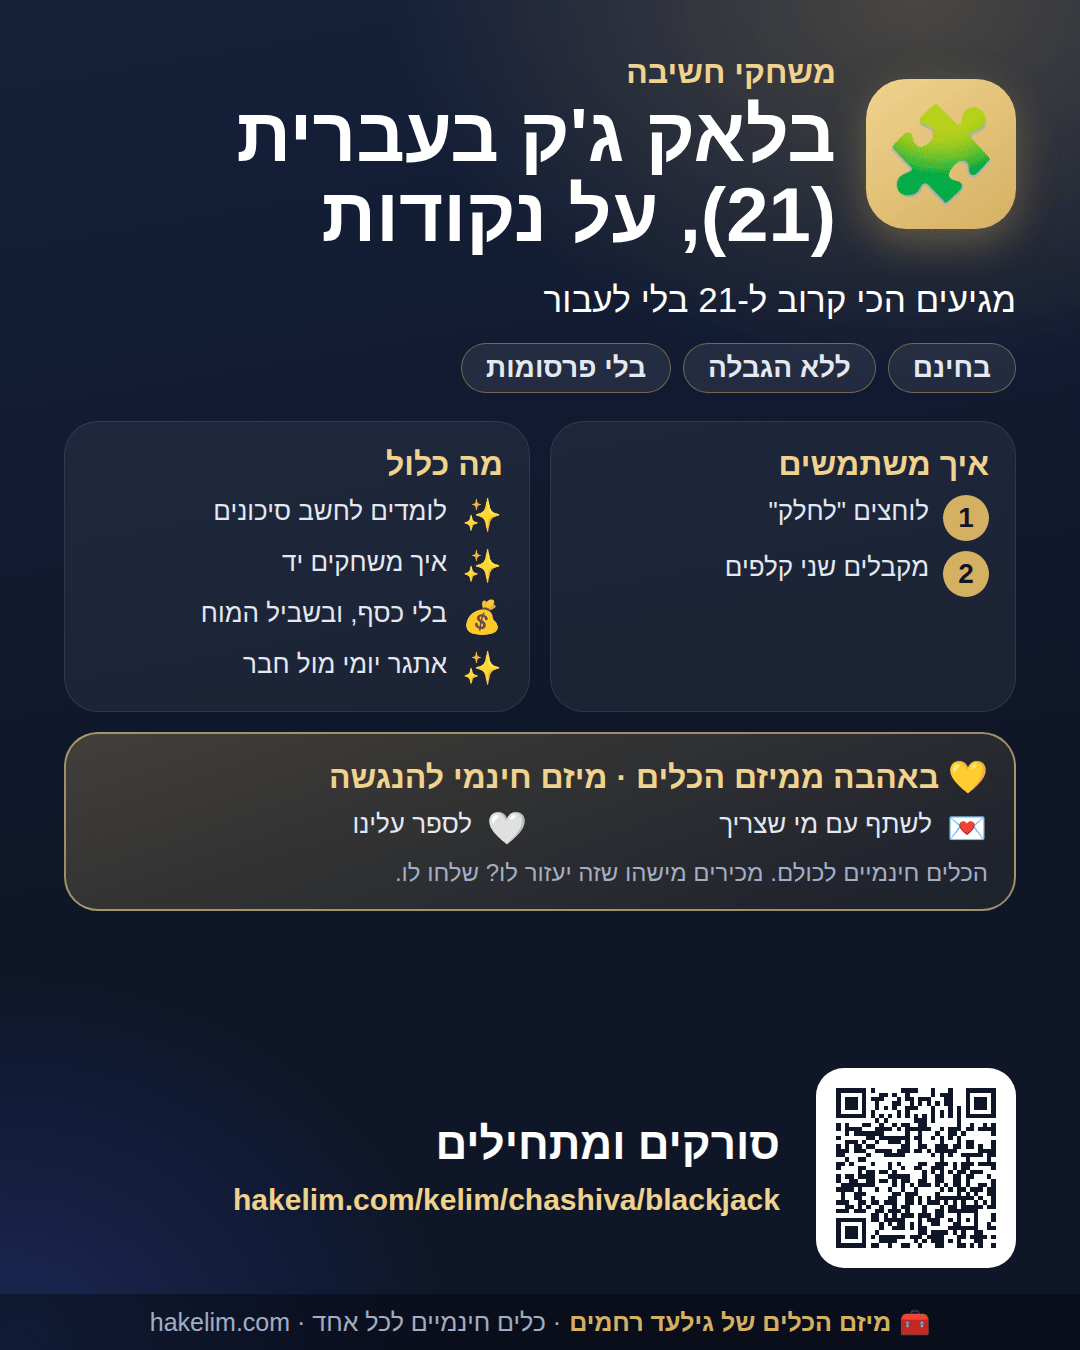 משחקי חשיבה
בלאק ג'ק בעברית
(21), על נקודות
מגיעים הכי קרוב ל-21 בלי לעבור
בחינם
ללא הגבלה
בלי פרסומות
איך משתמשים
1 לוחצים "לחלק"
2 מקבלים שני קלפים
מה כלול
✨ לומדים לחשב סיכונים
✨ איך משחקים יד
💰 בלי כסף, ובשביל המוח
✨ אתגר יומי מול חבר
💛 באהבה ממיזם הכלים · מיזם חינמי להנגשה
💌 לשתף עם מי שצריך
🤍 לספר עלינו
הכלים חינמיים לכולם. מכירים מישהו שזה יעזור לו? שלחו לו.
סורקים ומתחילים
hakelim.com/kelim/chashiva/blackjack
🧰 מיזם הכלים של גילעד רחמים · כלים חינמיים לכל אחד · hakelim.com